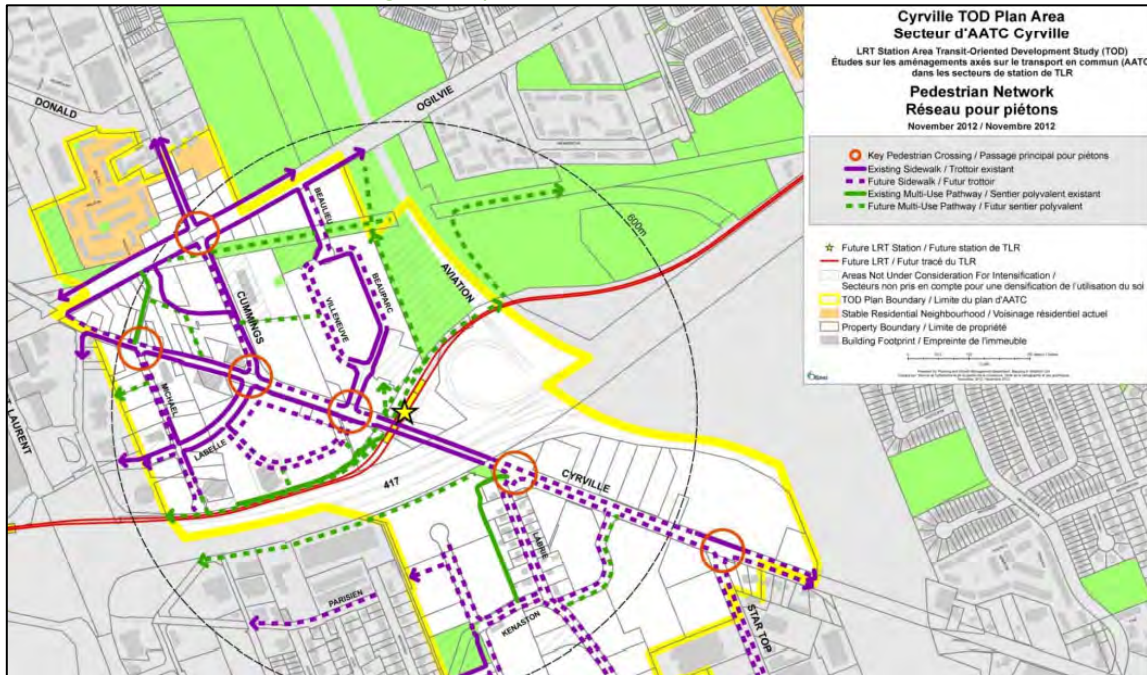 Cyrville TOD Plan Area
Secteur d'AATC Cyrville
LRT Station Area Transit-Oriented Development Study (TOD)
Études sur les aménagements axés sur le transport en commun (AATC
dans les secteurs de station de TLR
Pedestrian Network
Réseau pour piétons
November 2012 / Novembre 2012
Key Pedestrian Crossing / Passage principal pour piétons
Existing Sidewalk / Trottoir existant
Future Sidewalk / Futur trottoir
Existing Multi-Use Pathway / Sentier polyvalent existant
Future Multi-Use Pathway / Futur sentier polyvalent
Future LRT Station / Future station de TLR
Future LRT / Futur tracé du TLR
Areas Not Under Consideration For Intensification /
Secteurs non pris en compte pour une densification de l'utilisation du soi
TOD Plan Boundary / Limite du plan d'AATC
Stable Residential Neighbourhood / Voisinage résidentiel actuel
Property Boundary / Limite de propriété
Building Footprint / Empreinte de l'immeuble
DONALD
OGILVIE
BEAULIEU
600m
AVIATION
CUMMINGS
VILLENEUVE
BEAUPARC
MICHAEL
LAURENT
LABELLE
417
CYRVILLE
LABRIE
PARISIEN
KENASTON
STAR TOP